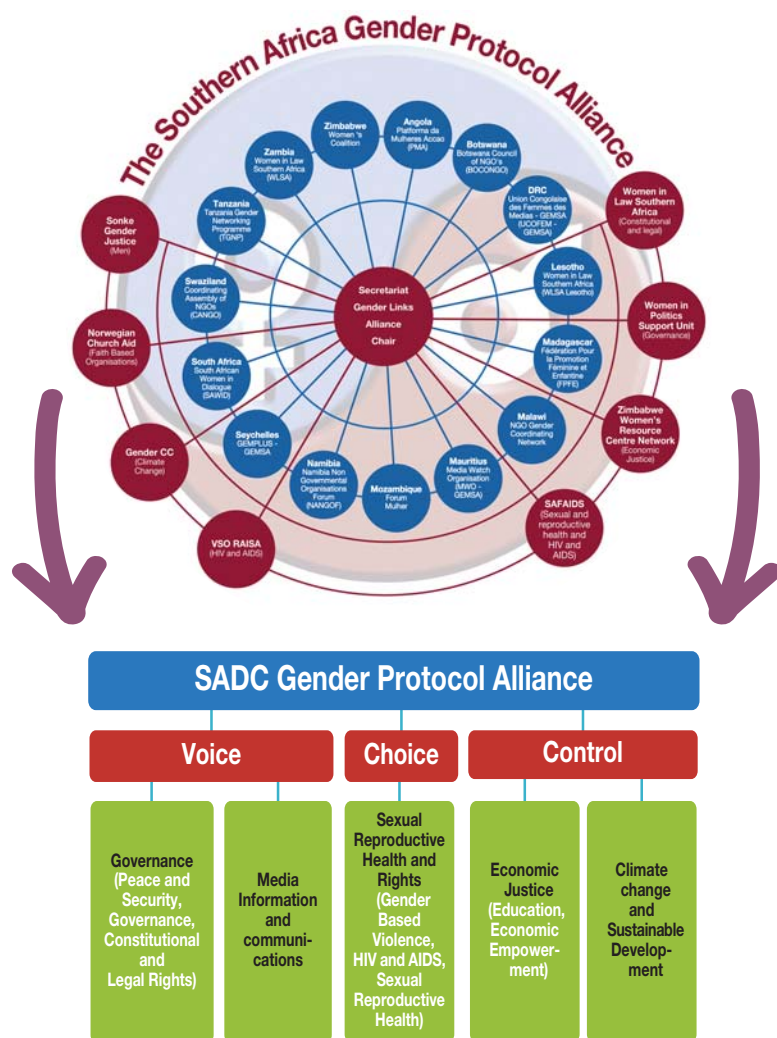 The Southern Africa Gender Protocol Alliance
Zimbabwe
Women 's
Coalition
Angola
Platforma da
Mulhares Accao
(PMA)
Botswana
Botswana Council
of NGO's
(BOCONGO)
DRC
Union Congolaise
des Femmes des
Medias - GEMSA
(UCOFEM -
GEMSA)
Lesotho
Women in Law
Southern Africa
(WLSA Lesotho)
Madagascar
Fédération Pour
la Promotion
Féminine et
Enfantine
(FPFE)
Malawi
NGO Gender
Coordinating
Network
Mauritius
Media Watch
Organisation
(MWO -
GEMSA)
Mozambique
Forum
Mulher
Namibia
Namibia Non
Governmental
Organisations
Forum
(NANGOF)
Seychelles
GEMPLUS -
GEMSA
South Africa
South African
Women in
Dialogue
(SAWID)
Swaziland
Coordinating
Assembly of
NGOs
(CANGO)
Tanzania
Tanzania Gender
Networking
Programme
(TGNP)
Zambia
Women in Law
Southern Africa
(WLSA)
Secretariat
Gender Links
Alliance
Chair
Women in
Law Southern
Africa
(Constitutional
and legal)
Women in
Politics
Support Unit
(Governance)
Zimbabwe
Women's
Resource
Centre Network
(Economic
Justice)
SAFAIDS
(Sexual and
reproductive
health and
HIV and
AIDS)
VSO RAISA
(HIV and AIDS)
Gender CC
(Climate
Change)
Norwegian
Church Aid
(Faith Based
Organisations)
Sonke
Gender
Justice
(Men)
SADC Gender Protocol Alliance
Voice
Choice
Control
Governance
(Peace and
Security,
Governance,
Constitutional
and
Legal Rights)
Media
Information
and
communi-
cations
Sexual
Reproductive
Health and
Rights
(Gender
Based
Violence,
HIV and AIDS,
Sexual
Reproductive
Health)
Economic
Justice
(Education,
Economic
Empower-
ment)
Climate
change
and
Sustainable
Develop-
ment